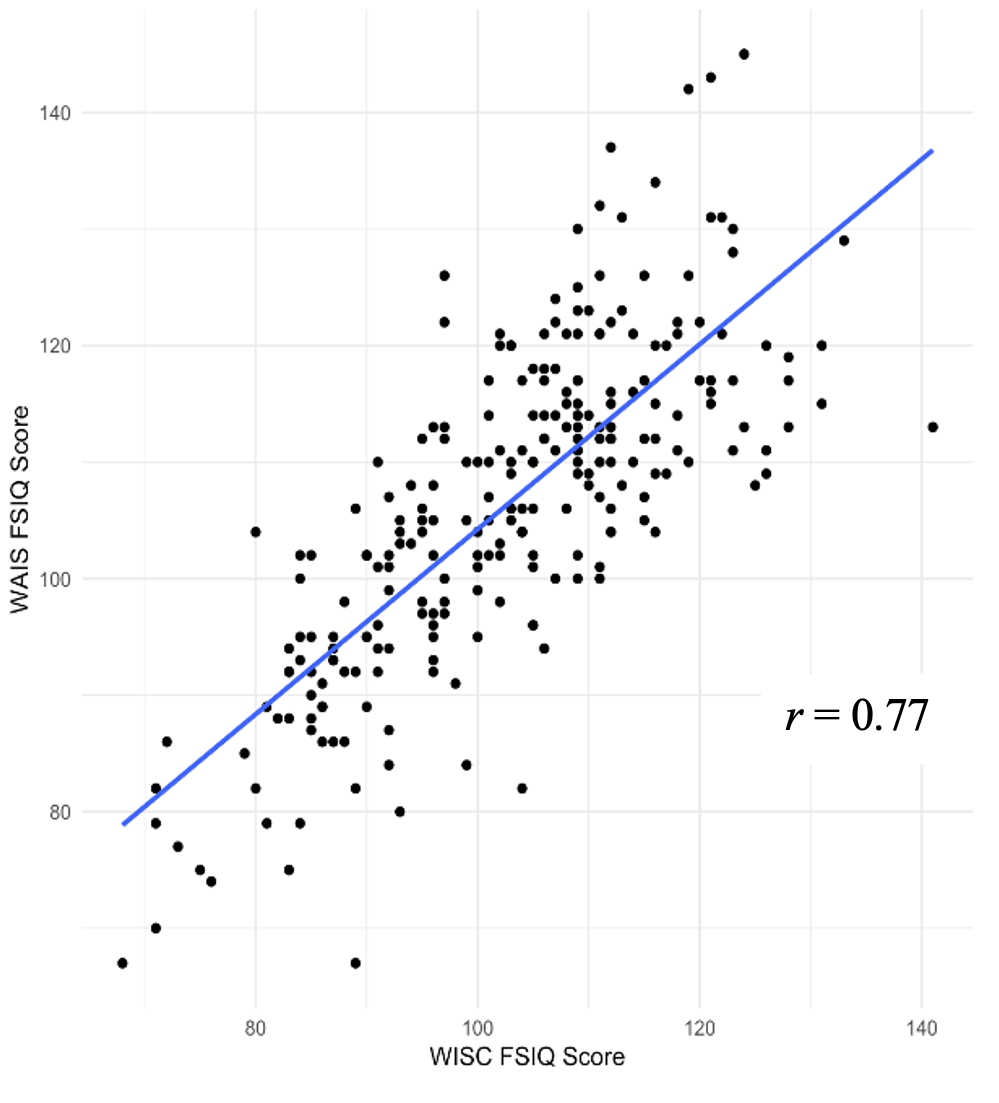 140
120
100
80
WAIS FSIQ Score
r = 0.77
80 100 120 140
WISC FSIQ Score